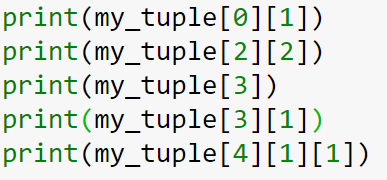 print(my_tuple[0][1])
print(my_tuple[2][2])
print(my_tuple[3])
print(my_tuple[3][1])
print(my_tuple[4][1][1])